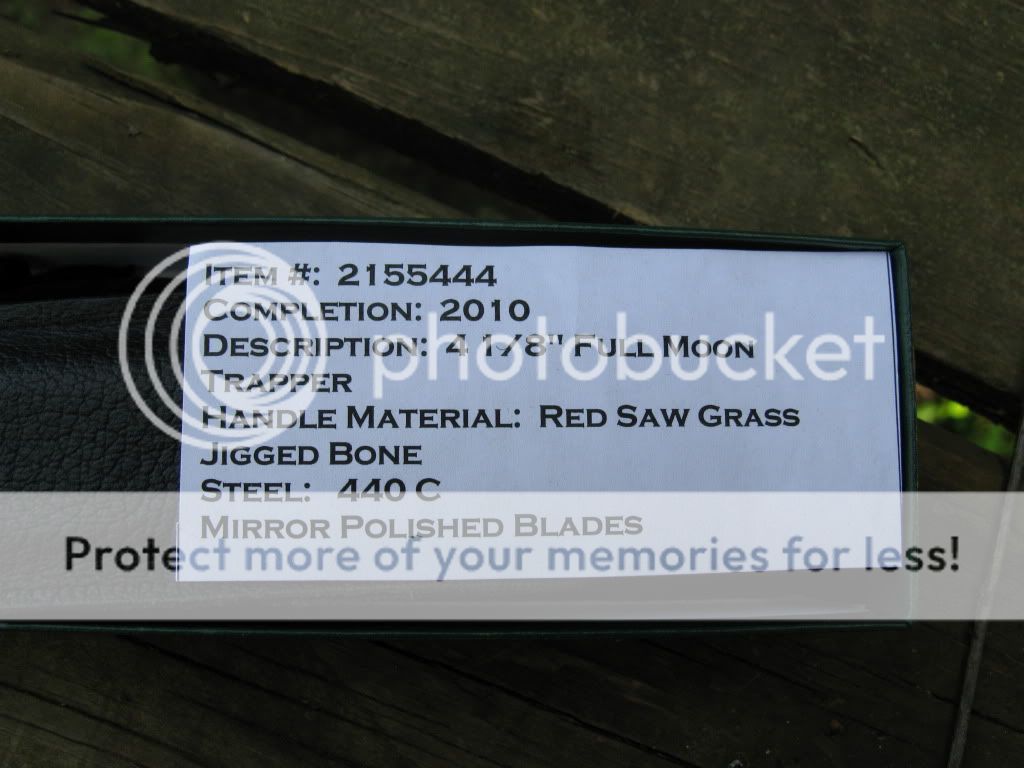 Item #: 2155444
Completion: 2010
Description: 4 1/8" Full Moon
Trapper
Handle Material: Red Saw Grass
Jigged Bone
Steel: 440 C
Mirror Polished Blades
photobucket
Protect more of your memories for less!